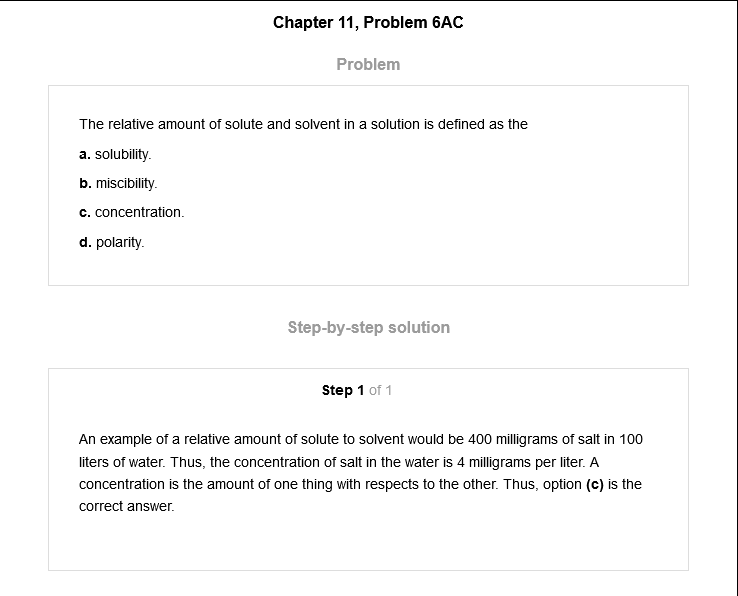 Chapter 11, Problem 6AC
Problem
The relative amount of solute and solvent in a solution is defined as the
a. solubility.
b. miscibility.
c. concentration.
d. polarity.
Step-by-step solution
Step 1 of 1
An example of a relative amount of solute to solvent would be 400 milligrams of salt in 100
liters of water. Thus, the concentration of salt in the water is 4 milligrams per liter. A
concentration is the amount of one thing with respects to the other. Thus, option (c) is the
correct answer.